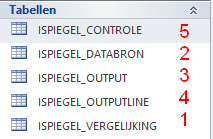 Tabellen
ISPIEGEL_CONTROLE 5
ISPIEGEL_DATABRON 2
ISPIEGEL_OUTPUT 3
ISPIEGEL_OUTPUTLINE 4
ISPIEGEL_VERGELIJKING 1